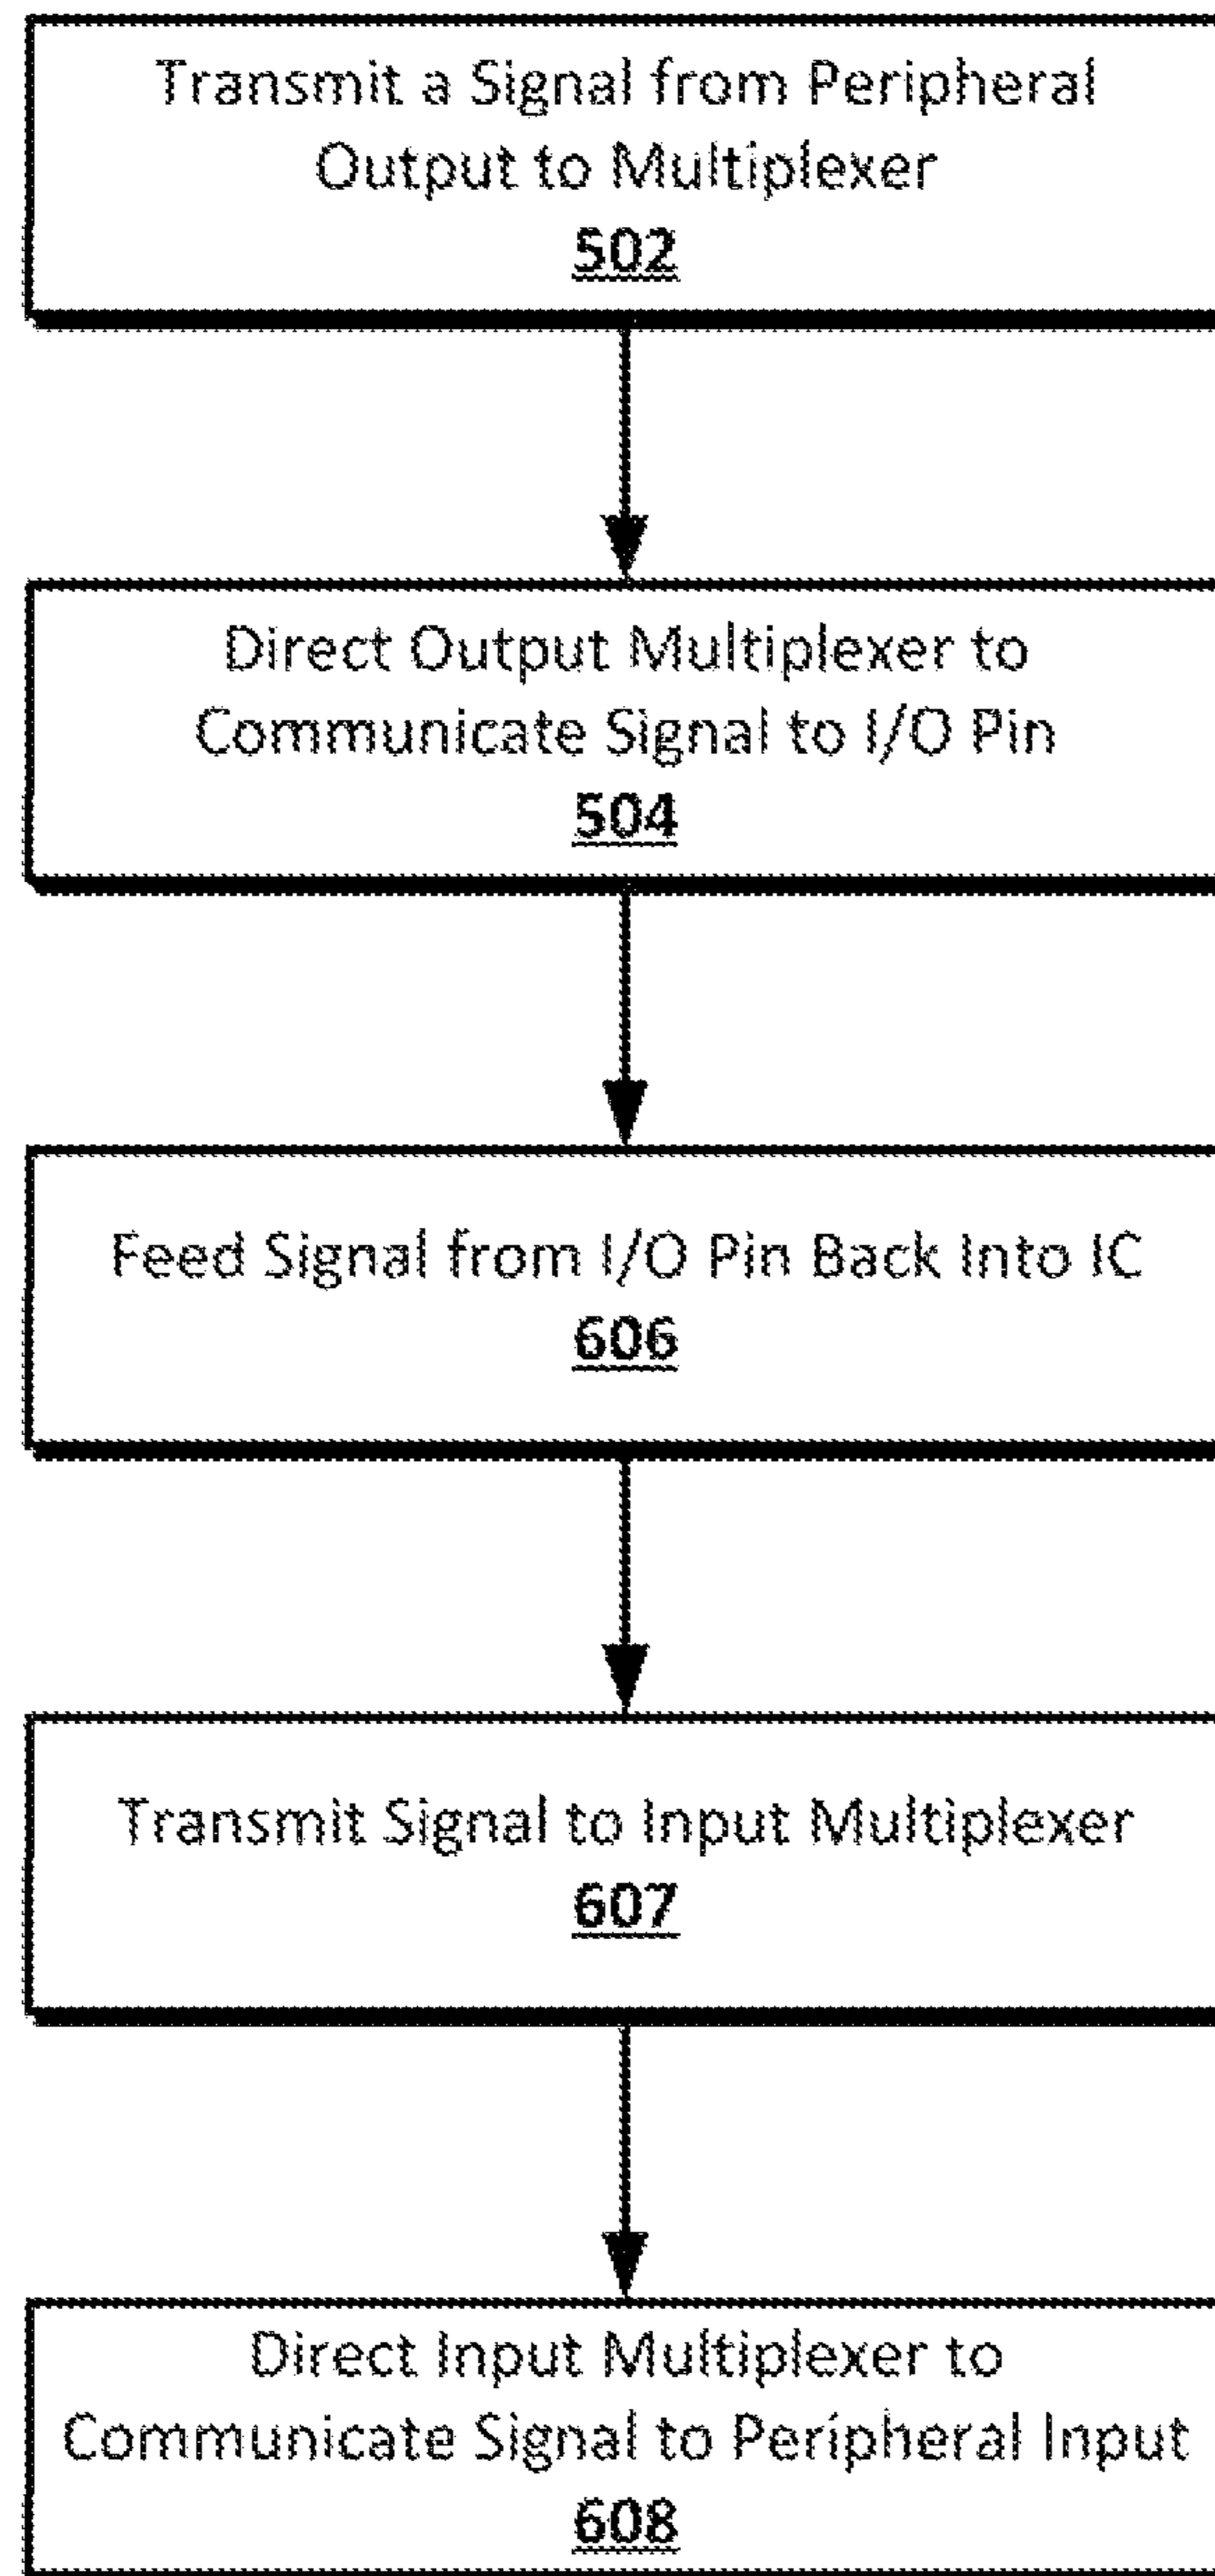 Transmit a Signal from Peripheral
Output to Multiplexer
502
Direct Output Multiplexer to
Communicate Signal to I/O Pin
504
Feed Signal from I/O Pin Back Into IC
606
Transmit Signal to Input Multiplexer
607
Direct Input Multiplexer to
Communicate Signal to Peripheral Input
608